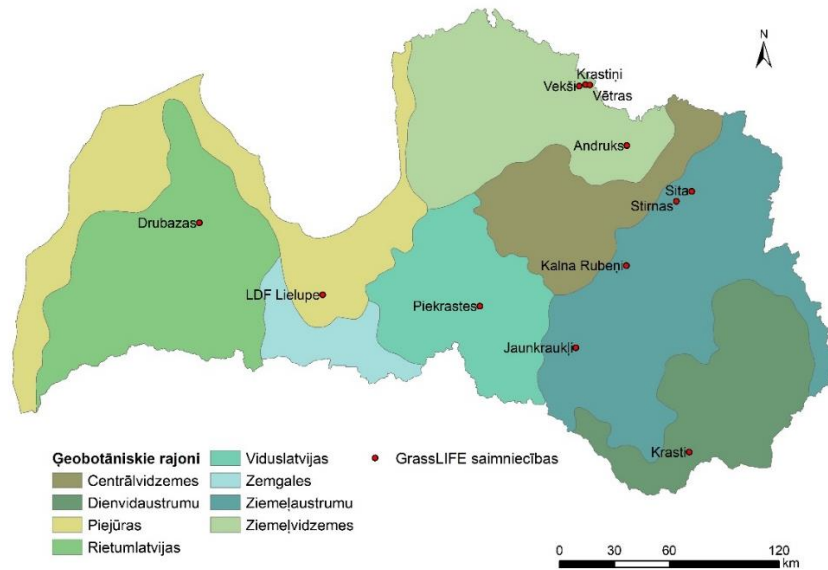 N
Krastiņi
Vekši
Vētras
Andruks
Sita
Stirnas
Drubazas
Kalna Rubeņi
LDF Lielupe
Piekrastes
Jaunkraukļi
Krasti
Ģeobotāniskie rajoni
Centrālvidzemes
Dienvidaustrumu
Piejūras
Rietumlatvijas
Viduslatvijas
Zemgales
Ziemeļaustrumu
Ziemeļvidzemes
GrassLIFE saimniecības
0 30 60 120
km